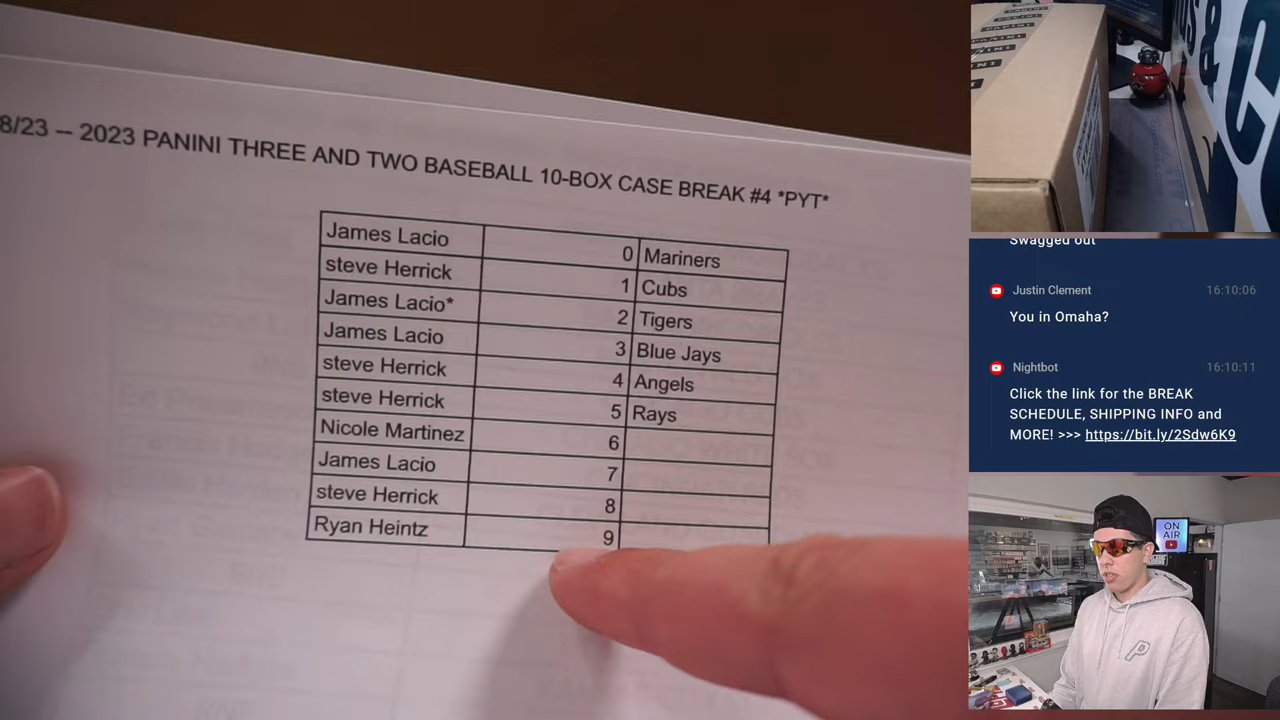 8/23 – 2023 PANINI THREE AND TWO BASEBALL 10-BOX CASE BREAK #4 *PYT*
James Lacio 0 Mariners
steve Herrick 1 Cubs
James Lacio* 2 Tigers
James Lacio 3 Blue Jays
steve Herrick 4 Angels
steve Herrick 5 Rays
Nicole Martinez 6
James Lacio 7
steve Herrick 8
Ryan Heintz 9
PANINI
Swagged out
Justin Clement 16:10:06
You in Omaha?
Nightbot 16:10:11
Click the link for the BREAK
SCHEDULE, SHIPPING INFO and
MORE! >>> https://bit.ly/2Sdw6K9
ON
AIR
P